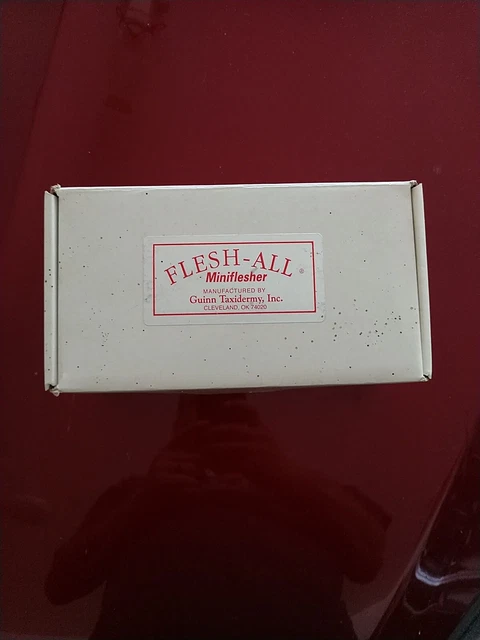 FLESH-ALL ®
Miniflesher
MANUFACTURED BY
Guinn Taxidermy, Inc.
CLEVELAND, OK 74020